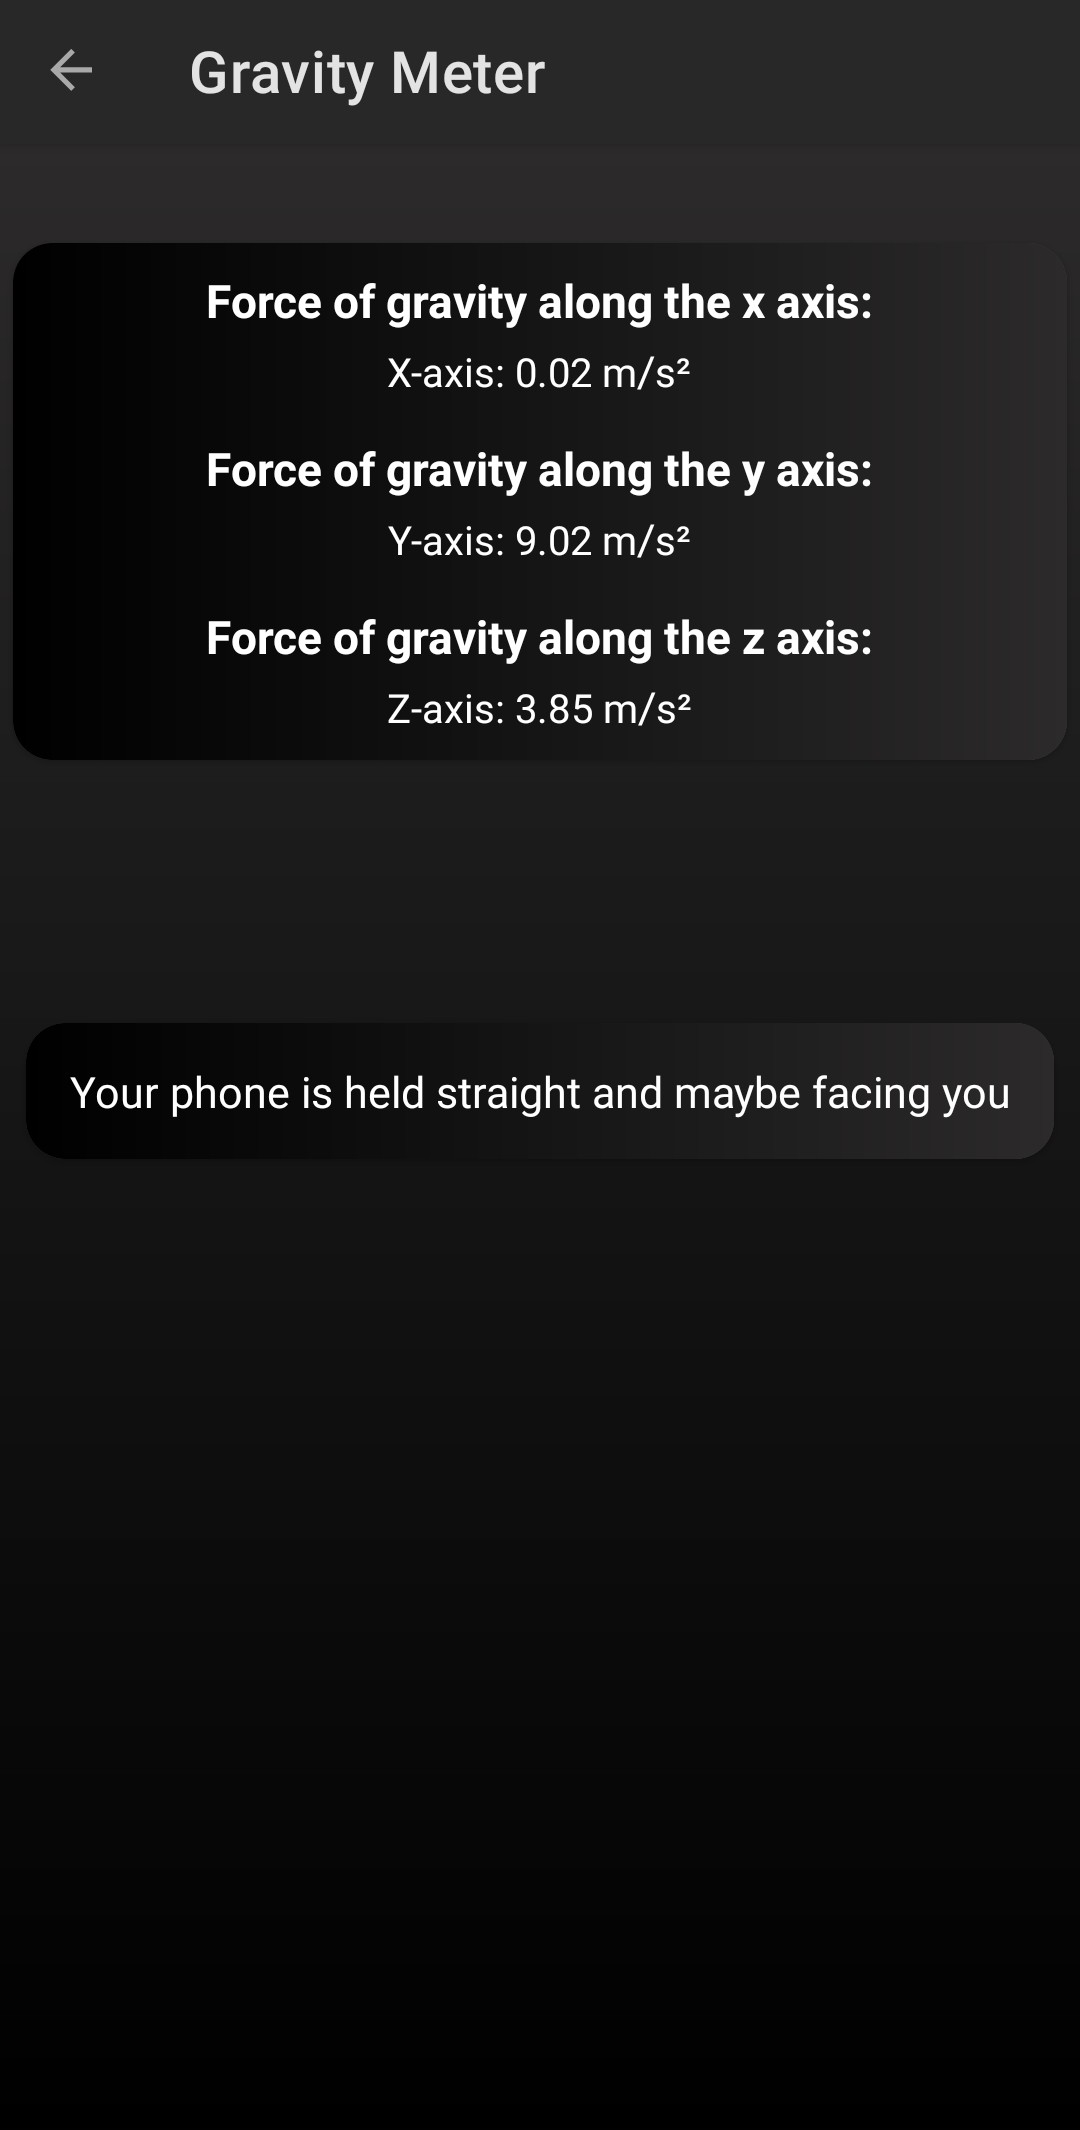 Gravity Meter
Force of gravity along the x axis:
X-axis: 0.02 m/s²
Force of gravity along the y axis:
Y-axis: 9.02 m/s²
Force of gravity along the z axis:
Z-axis: 3.85 m/s²
Your phone is held straight and maybe facing you